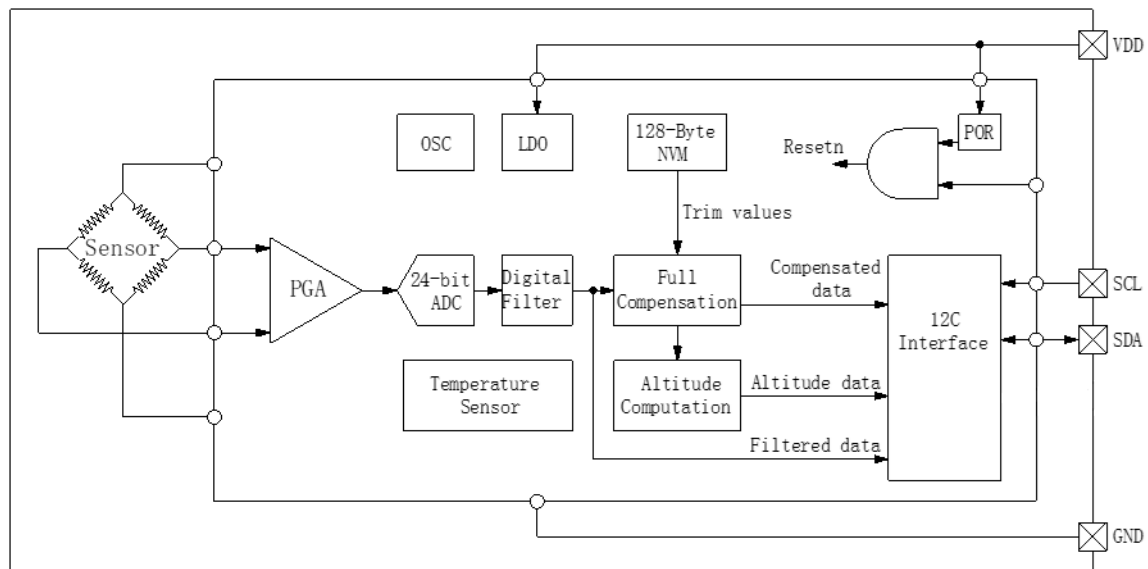 VDD
OSC
LDO
128-Byte
NVM
POR
Resetn
Trim values
Sensor
PGA
24-bit
ADC
Digital
Filter
Full
Compensation
Compensated
data
12C
Interface
SCL
SDA
Temperature
Sensor
Altitude
Computation
Altitude data
Filtered data
GND